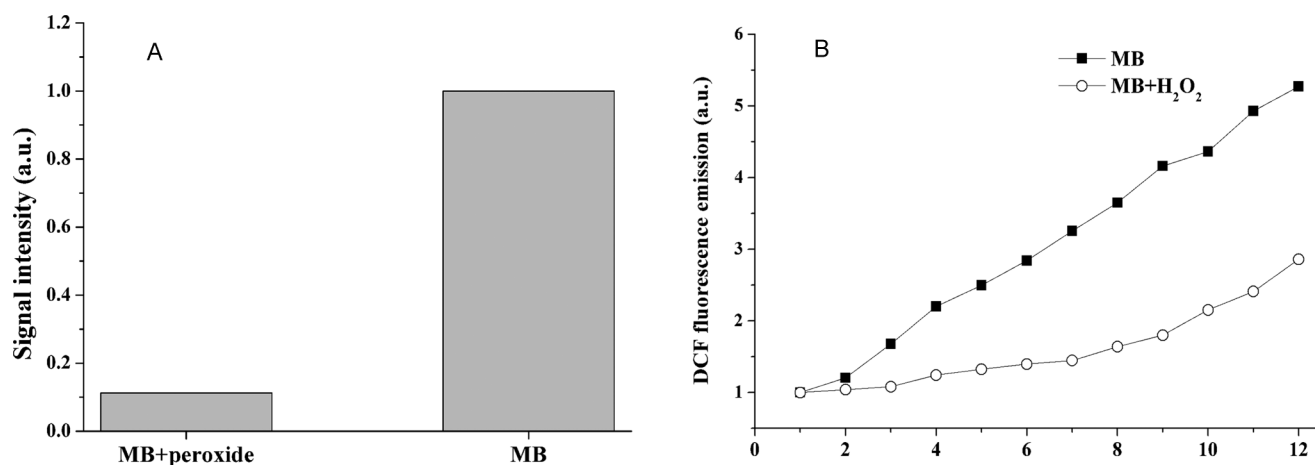 A
Signal intensity (a.u.)
1.2
1.0
0.8
0.6
0.4
0.2
0.0
MB+peroxide
MB
B
DCF fluorescence emission (a.u.)
6
5
4
3
2
1
0
2
4
6
8
10
12
MB
MB+H₂O₂